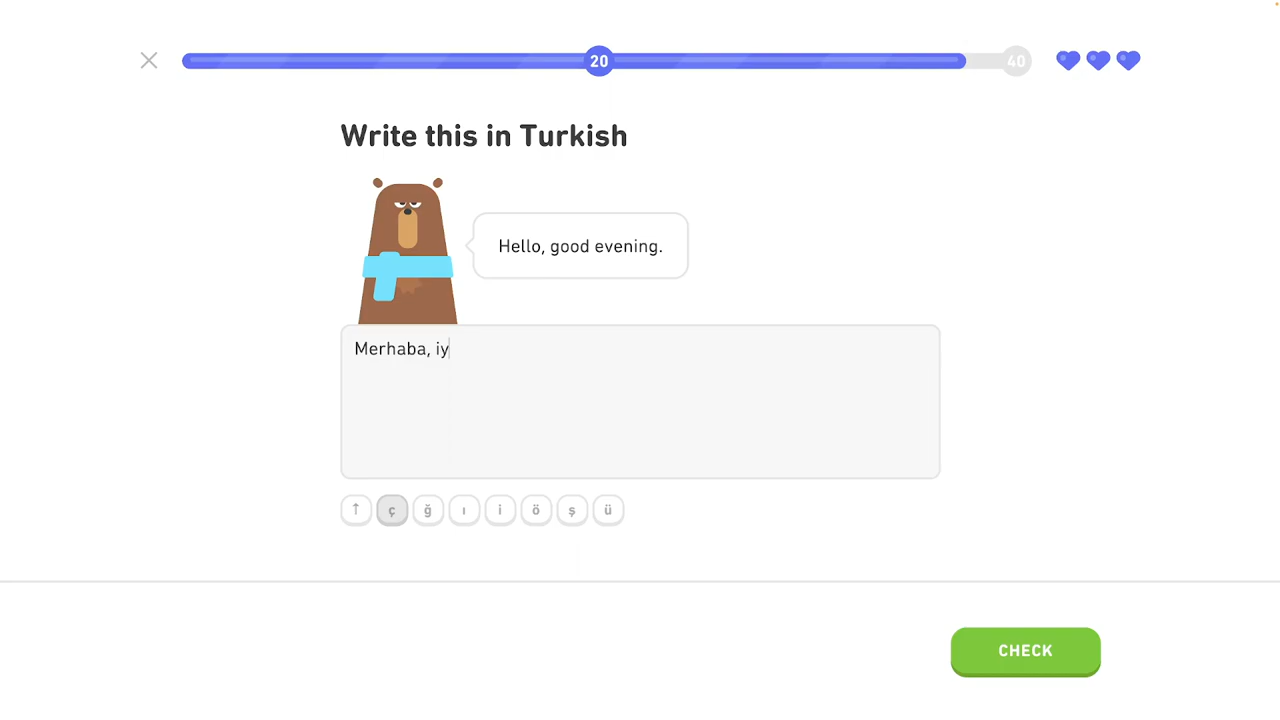 20
40
Write this in Turkish
Hello, good evening.
Merhaba, iy
↑ ç ğ ı i ö ş ü
CHECK